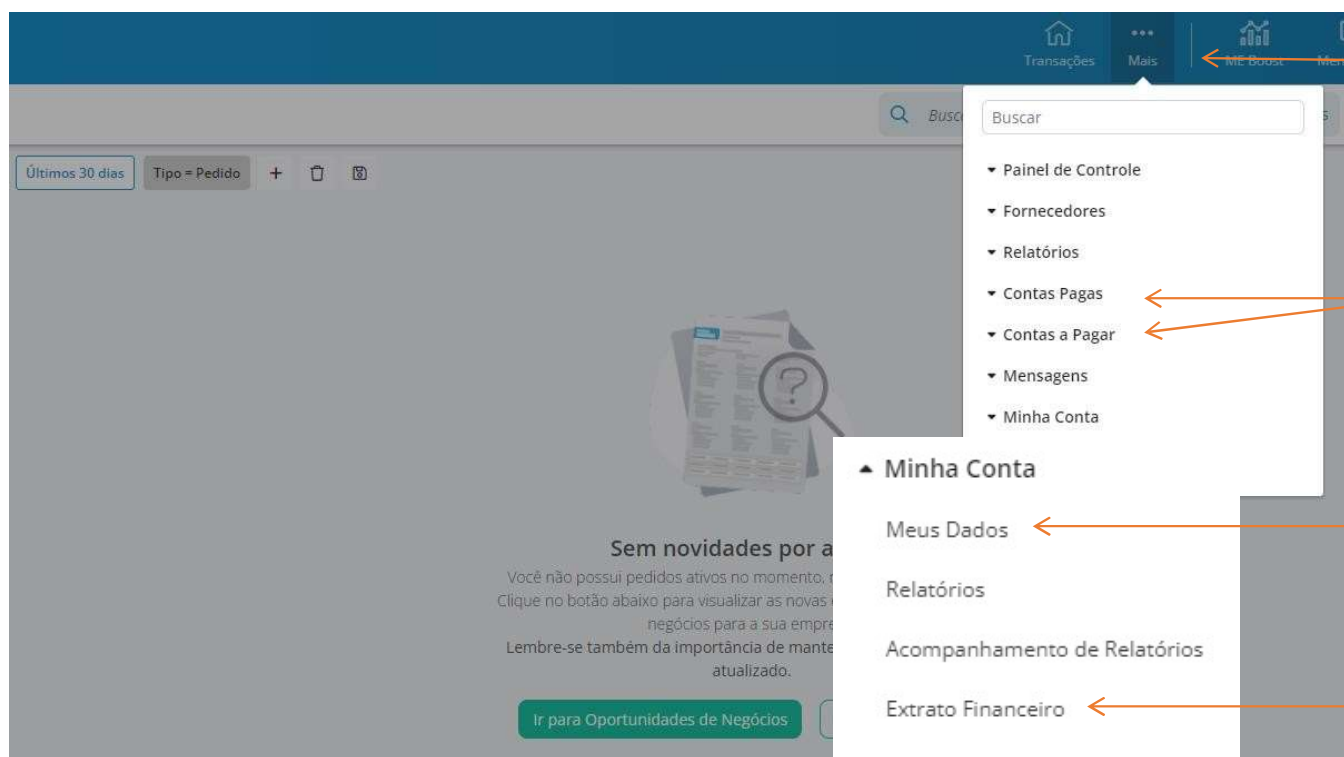 Transações
Mais
ME Boost
Buscar
Últimos 30 dias
Tipo = Pedido
Painel de Controle
Fornecedores
Relatórios
Contas Pagas
Contas a Pagar
Mensagens
Minha Conta
Minha Conta
Meus Dados
Relatórios
Acompanhamento de Relatórios
Extrato Financeiro
Sem novidades por
Você não possui pedidos ativos no momento,
Clique no botão abaixo para visualizar as novas
negócios para a sua
Lembre-se também da importância de
atualizado.
Ir para Oportunidades de Negócios